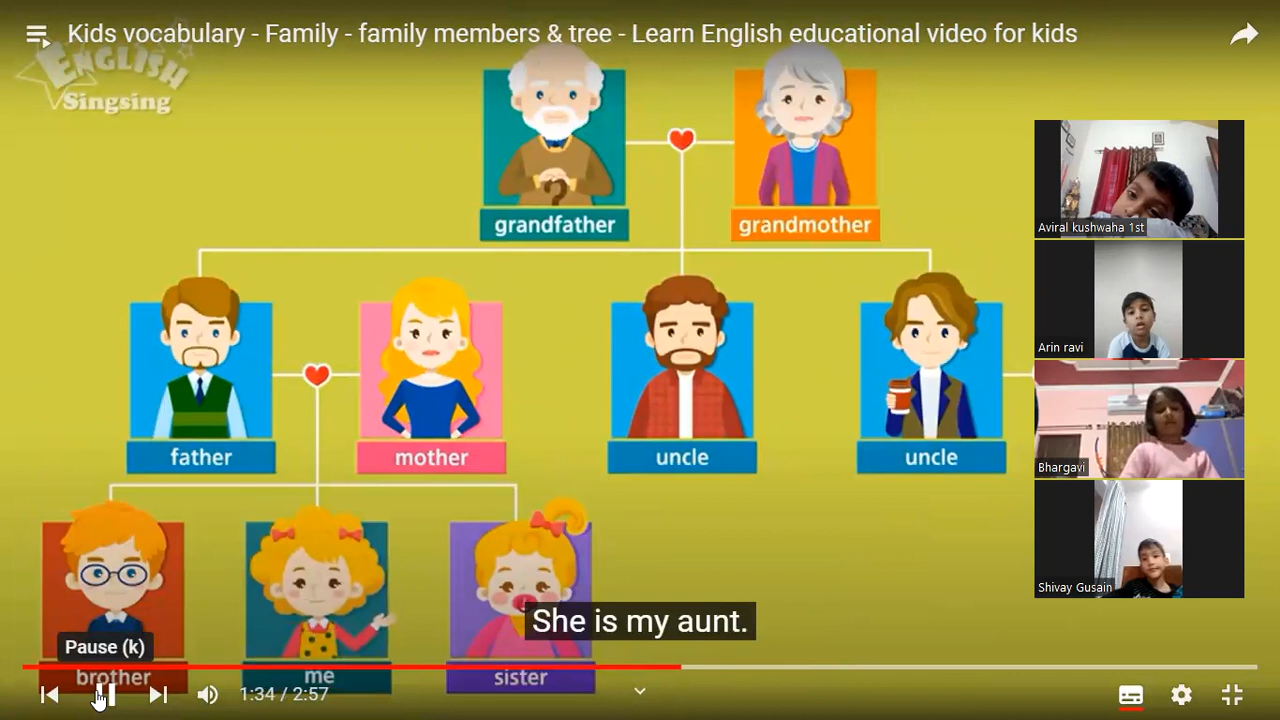 Kids vocabulary - Family - family members & tree - Learn English educational video for kids
ENGLISH
Singsing
grandfather
grandmother
father
mother
uncle
uncle
brother
me
sister
She is my aunt.
Pause (k)
1:34 / 2:57
Aviral kushwaha 1st
Arin ravi
Bhargavi
Shivay Gusain